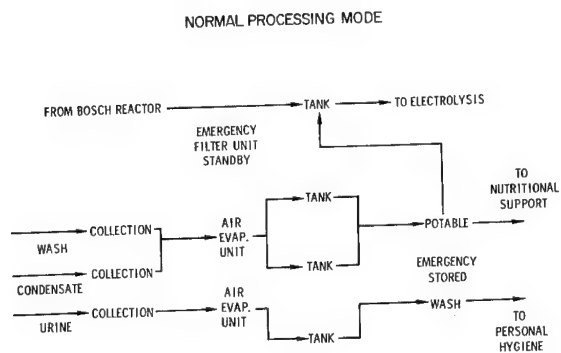 NORMAL PROCESSING MODE
FROM BOSCH REACTOR
TANK
TO ELECTROLYSIS
EMERGENCY
FILTER UNIT
STANDBY
TO
NUTRITIONAL
SUPPORT
TANK
WASH
COLLECTION
AIR
EVAP.
UNIT
POTABLE
TANK
CONDENSATE
COLLECTION
EMERGENCY
STORED
URINE
COLLECTION
AIR
EVAP.
UNIT
TANK
WASH
TO
PERSONAL
HYGIENE